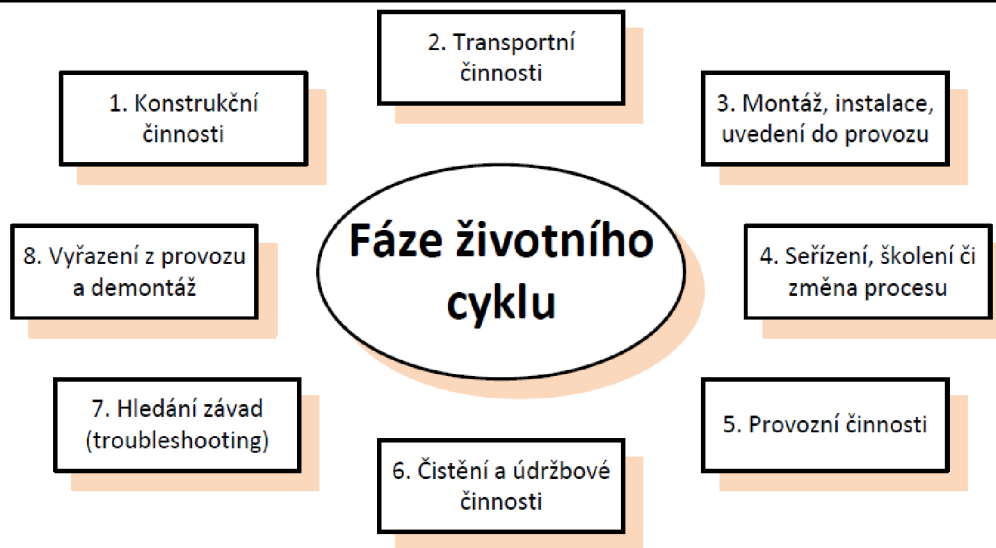 2. Transportní
činnosti
1. Konstrukční
činnosti
3. Montáž, instalace,
uvedení do provozu
Fáze životního
cyklu
8. Vyřazení z provozu
a demontáž
4. Seřízení, školení či
změna procesu
7. Hledání závad
(troubleshooting)
5. Provozní činnosti
6. Čistění a údržbové
činnosti